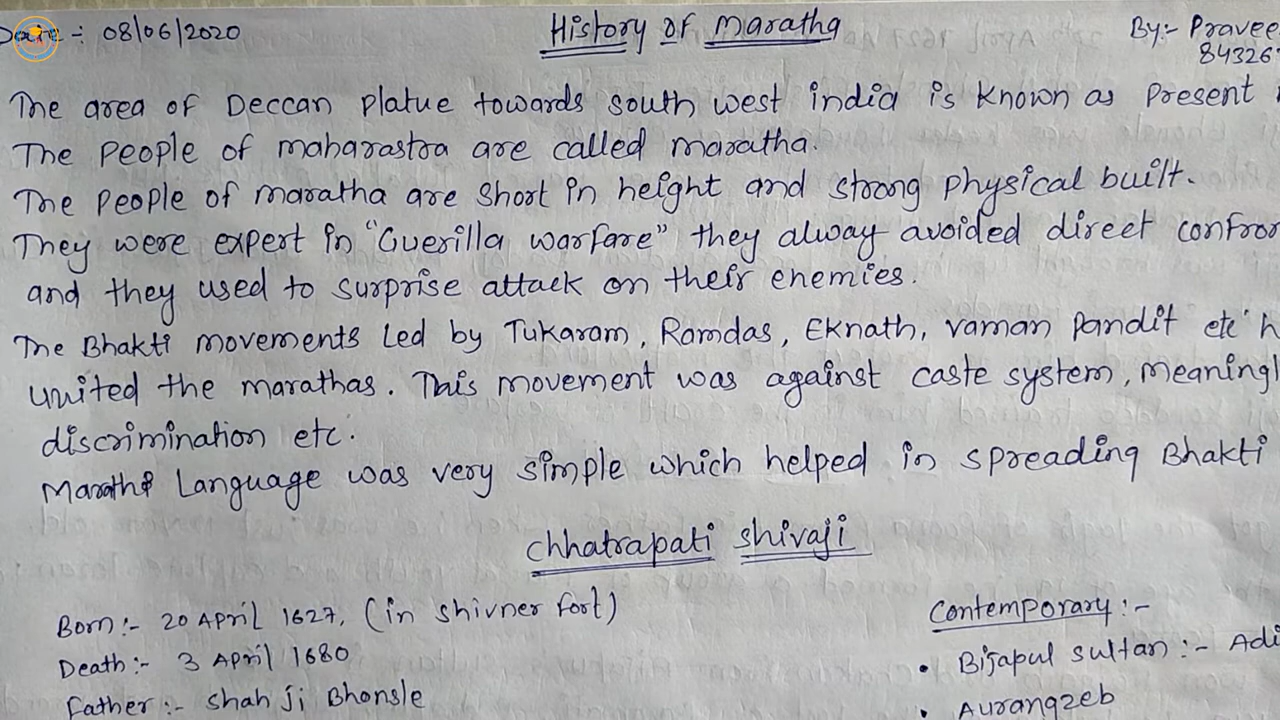 Date :- 08/06/2020
History of Maratha
By:- Pravee
84326
The area of Deccan Platue towards south west india is known as Present
The People of maharastra are called maratha.
The People of maratha are Short in height and strong Physical built.
They were expert in "Guerilla warfare" they alway avoided direct confron
and they used to surprise attack on their enemies.
The Bhakti movements Led by Tukaram, Ramdas, Eknath, Vaman Pandit etc h
united the marathas. This movement was against caste system, meaningl
discrimination etc.
Marathi Language was very simple which helped in spreading Bhakti
Chhatrapati Shivaji
Born:- 20 April 1627, (in Shivner fort)
Death:- 3 April 1680
Father:- Shah ji Bhonsle
Contemporary:-
• Bijapul Sultan:- Adi
• Aurangzeb